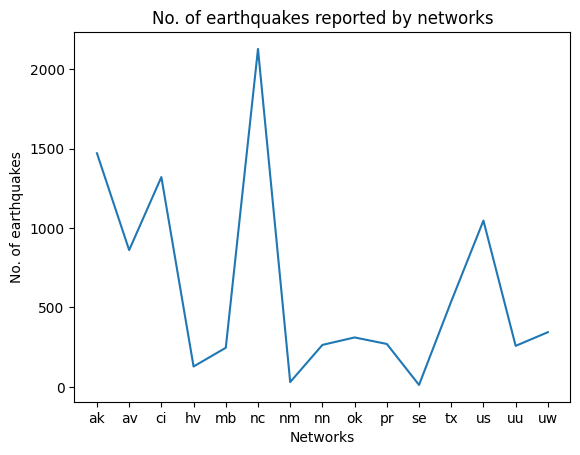 No. of earthquakes reported by networks
No. of earthquakes
2000
1500
1000
500
0
ak av ci hv mb nc nm nn ok pr se tx us uu uw
Networks